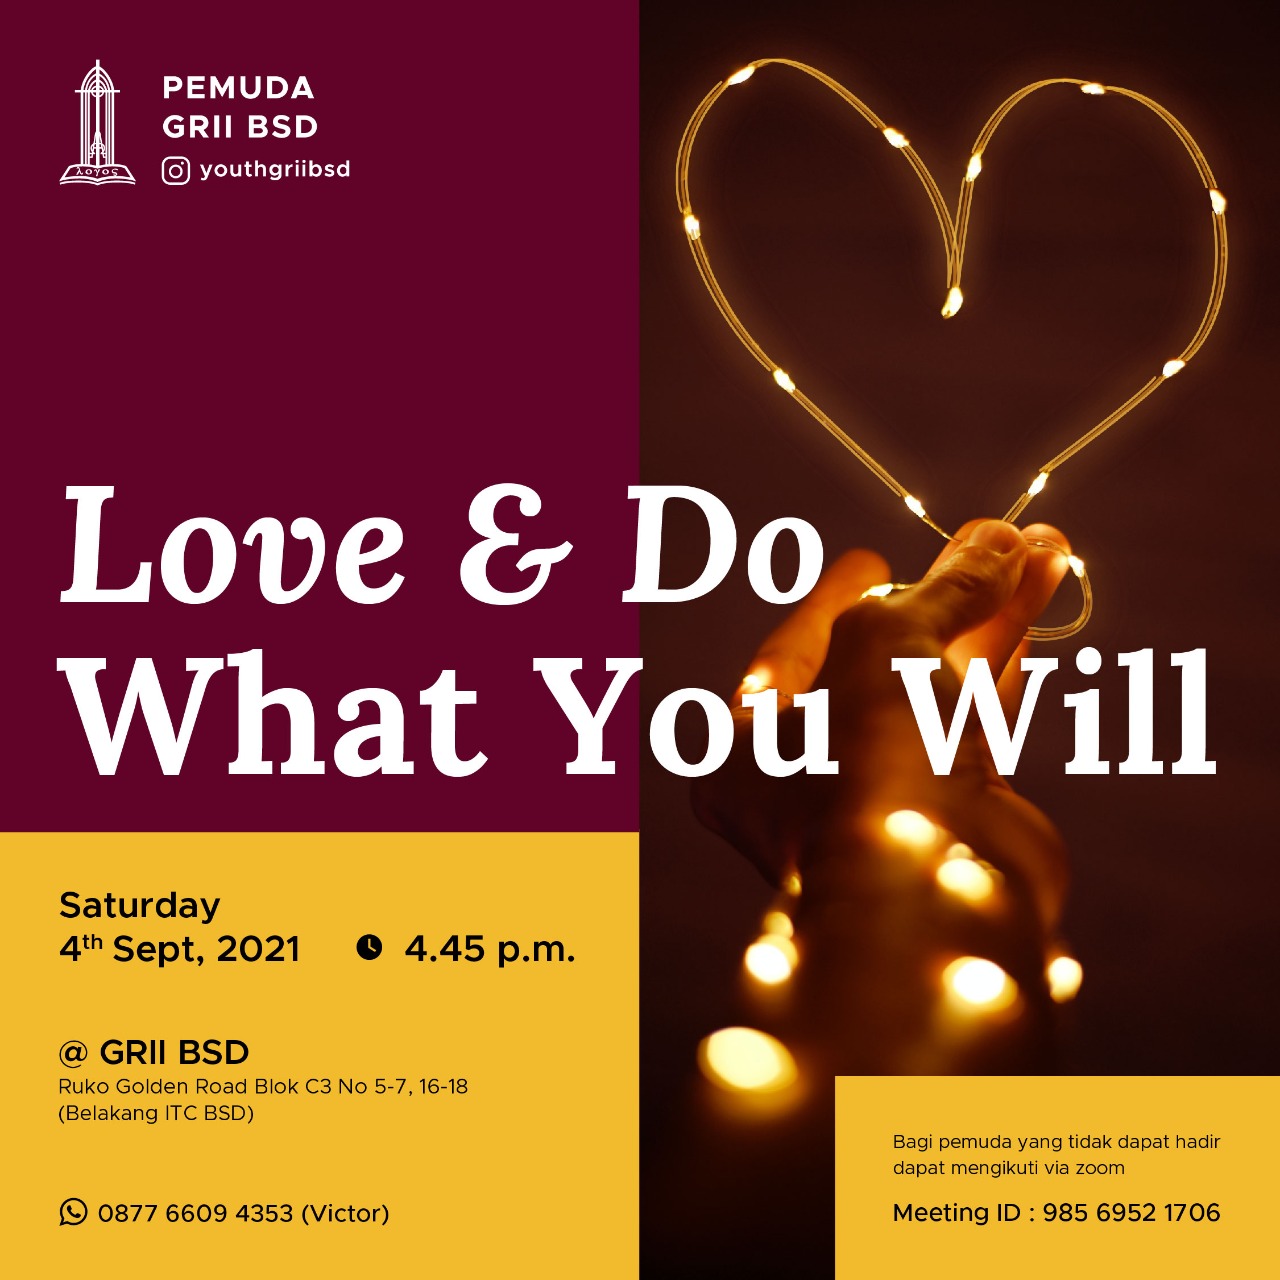 PEMUDA
GRII BSD
youthgriibsd
λογος
Love & Do
What You Will
Saturday
4th Sept, 2021 4.45 p.m.
@ GRII BSD
Ruko Golden Road Blok C3 No 5-7, 16-18
(Belakang ITC BSD)
0877 6609 4353 (Victor)
Bagi pemuda yang tidak dapat hadir
dapat mengikuti via zoom
Meeting ID : 985 6952 1706